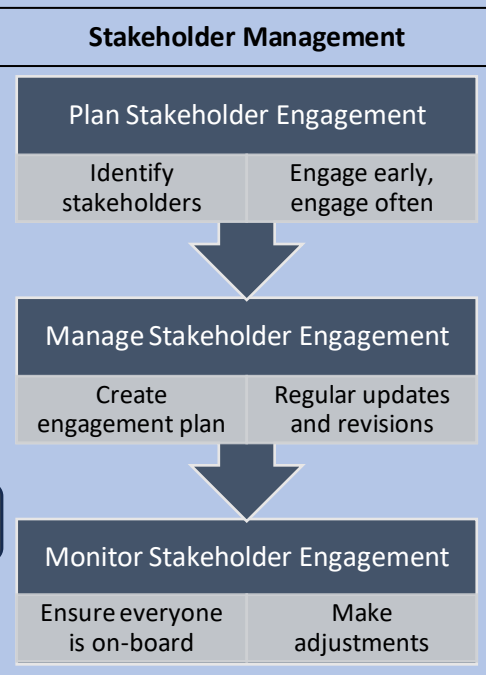 Stakeholder Management
Plan Stakeholder Engagement
Identify
stakeholders
Engage early,
engage often
Manage Stakeholder Engagement
Create
engagement plan
Regular updates
and revisions
Monitor Stakeholder Engagement
Ensure everyone
is on-board
Make
adjustments